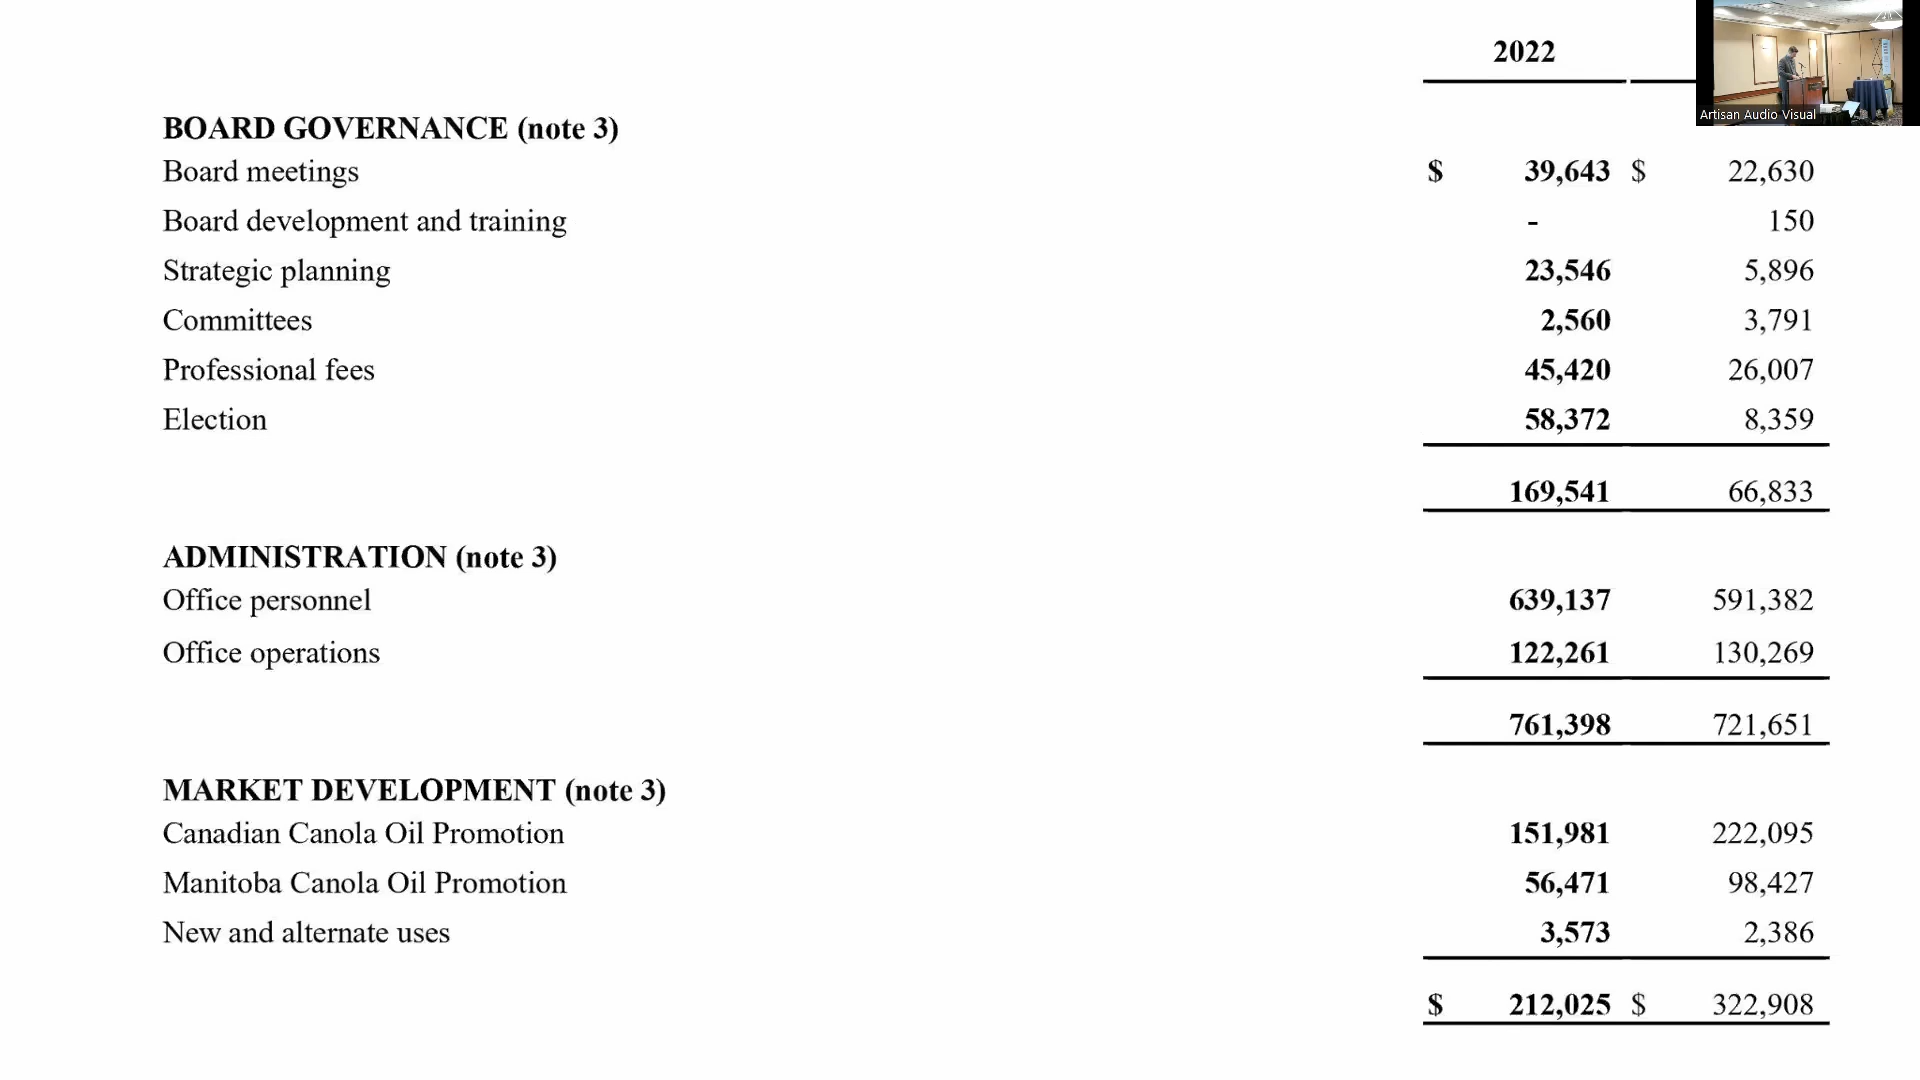 2022
Artisan Audio Visual
BOARD GOVERNANCE (note 3)
Board meetings $ 39,643 $ 22,630
Board development and training - 150
Strategic planning 23,546 5,896
Committees 2,560 3,791
Professional fees 45,420 26,007
Election 58,372 8,359
169,541 66,833
ADMINISTRATION (note 3)
Office personnel 639,137 591,382
Office operations 122,261 130,269
761,398 721,651
MARKET DEVELOPMENT (note 3)
Canadian Canola Oil Promotion 151,981 222,095
Manitoba Canola Oil Promotion 56,471 98,427
New and alternate uses 3,573 2,386
$ 212,025 $ 322,908